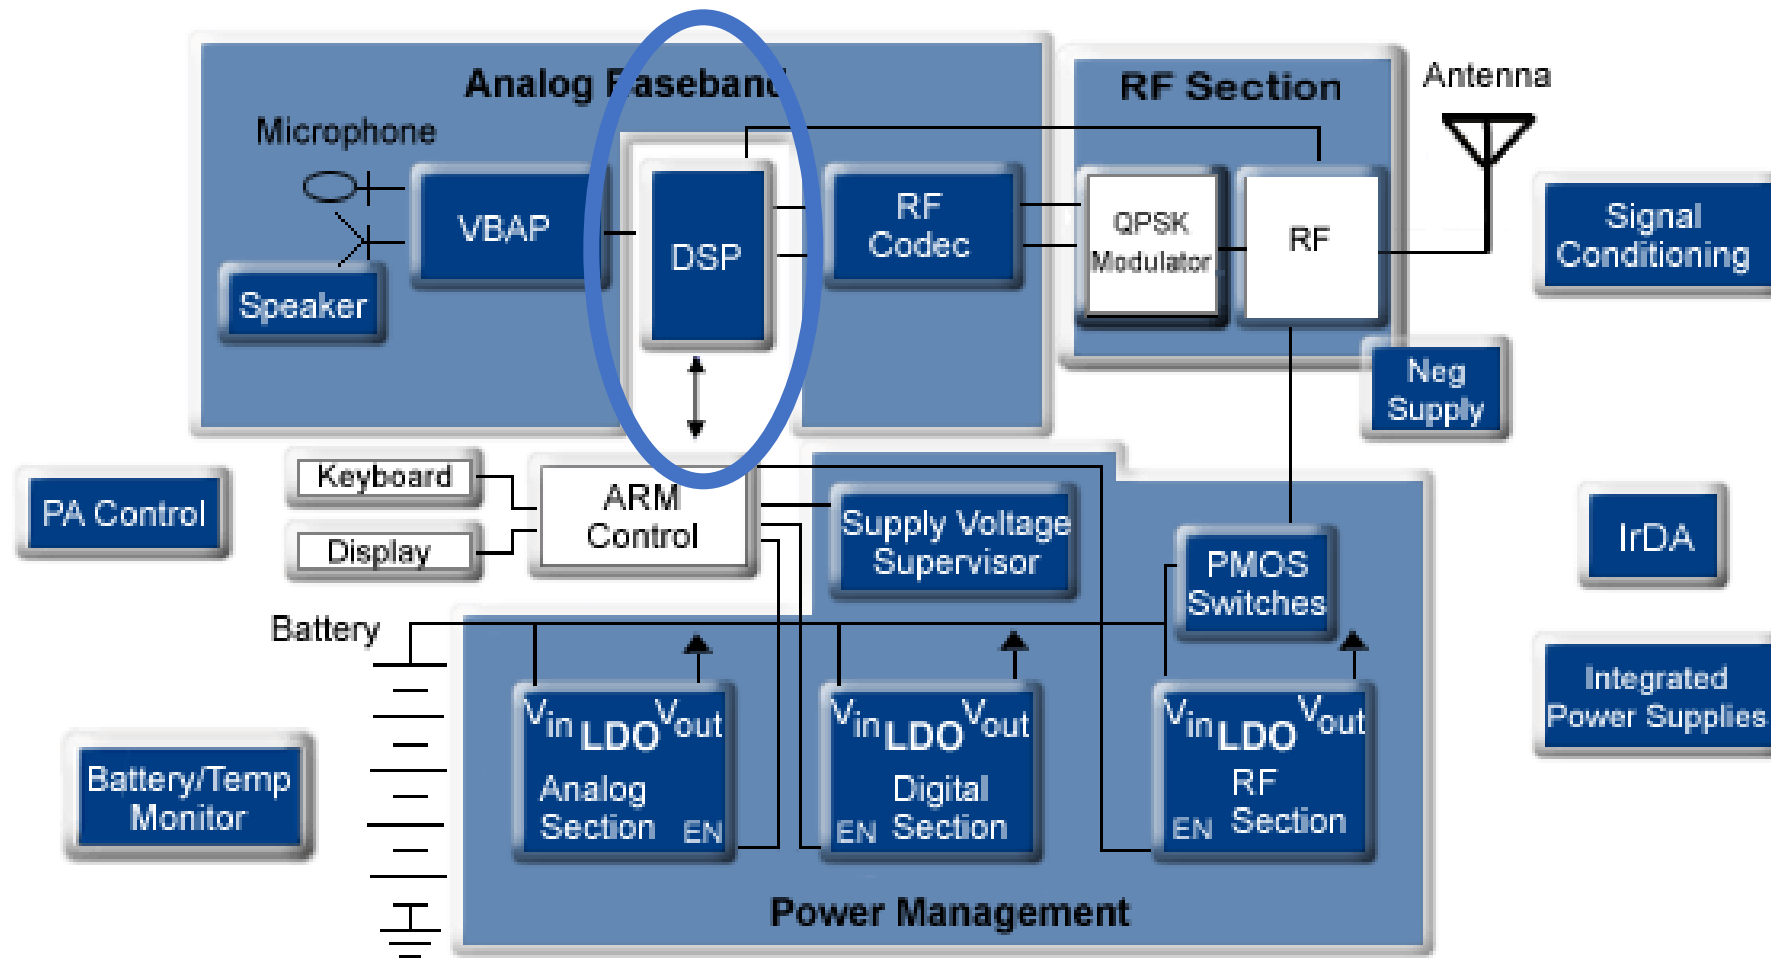 Analog Baseband
RF Section
Antenna
Microphone
VBAP
DSP
RF
Codec
QPSK
Modulator
RF
Signal
Conditioning
Speaker
Neg
Supply
Keyboard
Display
ARM
Control
PA Control
Supply Voltage
Supervisor
PMOS
Switches
IrDA
Battery
Integrated
Power Supplies
Battery/Temp
Monitor
Vin LDO Vout
Analog
Section EN
Vin LDO Vout
Digital
EN Section
Vin LDO Vout
RF
EN Section
Power Management